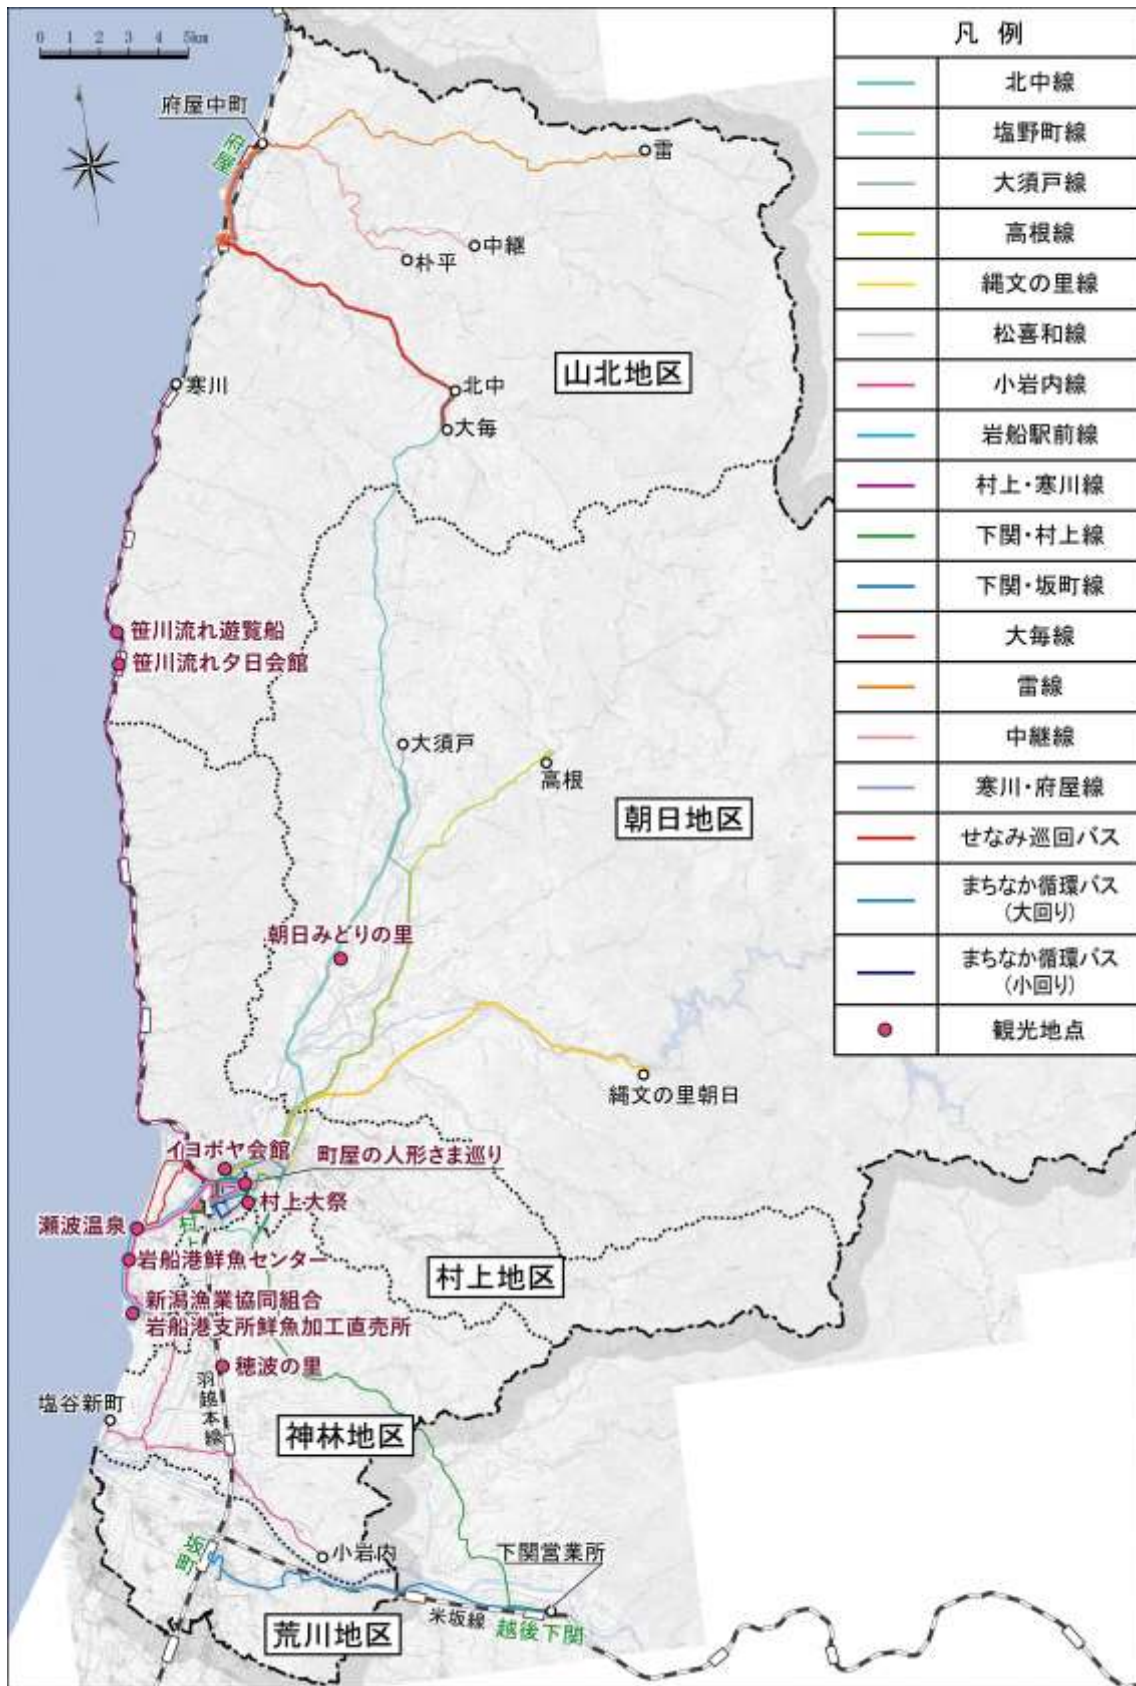 0 1 2 3 4 5km
府屋中町
府屋
雷
中継
朴平
山北地区
寒川
北中
大毎
笹川流れ遊覧船
笹川流れ夕日会館
大須戸
高根
朝日地区
朝日みどりの里
縄文の里朝日
イヨボヤ会館
町屋の人形さま巡り
村上大祭
村上
瀬波温泉
岩船港鮮魚センター
村上地区
新潟漁業協同組合
岩船港支所鮮魚加工直売所
穂波の里
羽越本線
塩谷新町
神林地区
坂町
小岩内
下関営業所
米坂線
越後下関
荒川地区
凡 例
北中線
塩野町線
大須戸線
高根線
縄文の里線
松喜和線
小岩内線
岩船駅前線
村上・寒川線
下関・村上線
下関・坂町線
大毎線
雷線
中継線
寒川・府屋線
せなみ巡回バス
まちなか循環バス
(大回り)
まちなか循環バス
(小回り)
観光地点